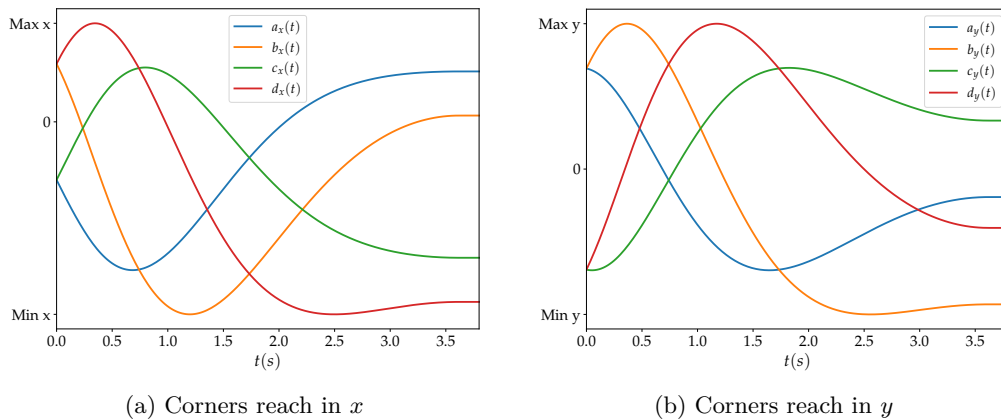 Max x
0
Min x
a_x(t)
b_x(t)
c_x(t)
d_x(t)
0.0 0.5 1.0 1.5 2.0 2.5 3.0 3.5
t(s)
(a) Corners reach in x
Max y
0
Min y
a_y(t)
b_y(t)
c_y(t)
d_y(t)
0.0 0.5 1.0 1.5 2.0 2.5 3.0 3.5
t(s)
(b) Corners reach in y